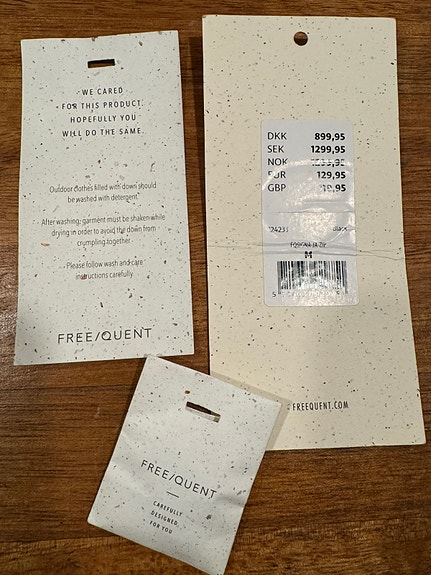 WE CARED
FOR THIS PRODUCT.
HOPEFULLY YOU
WILL DO THE SAME.
Outdoor clothes filled with down should
be washed with detergent.
After washing, garment must be shaken while
drying in order to avoid the down from
crumpling together
Please follow wash and care
instructions carefully.
FREE/QUENT
DKK 899,95
SEK 1299,95
NOK
EUR 129,95
GBP
Black
M
FREEQUENT.COM
FREE/QUENT
CAREFULLY
DESIGNED
FOR YOU